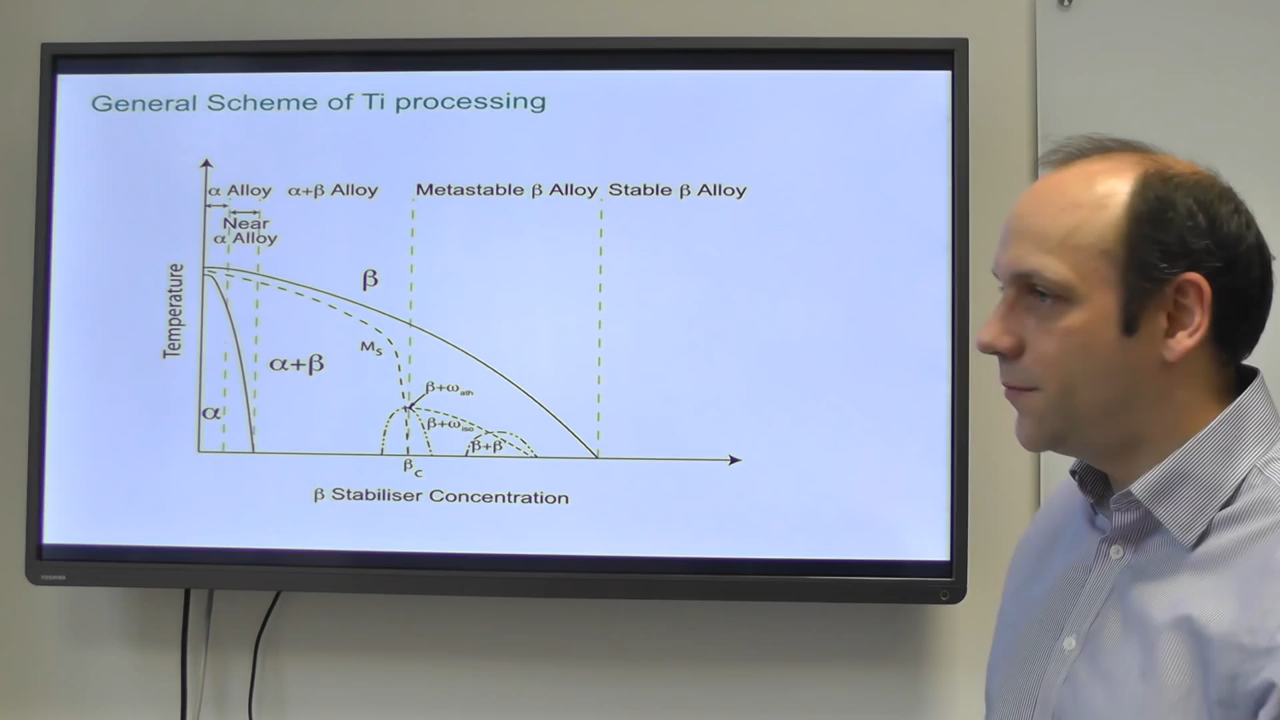 General Scheme of Ti processing
α Alloy
α+β Alloy
Metastable β Alloy
Stable β Alloy
Near
α Alloy
Temperature
β
Ms
α+β
α
β+ωath
β+ωiso
β+β
βc
β Stabiliser Concentration
TOSHIBA